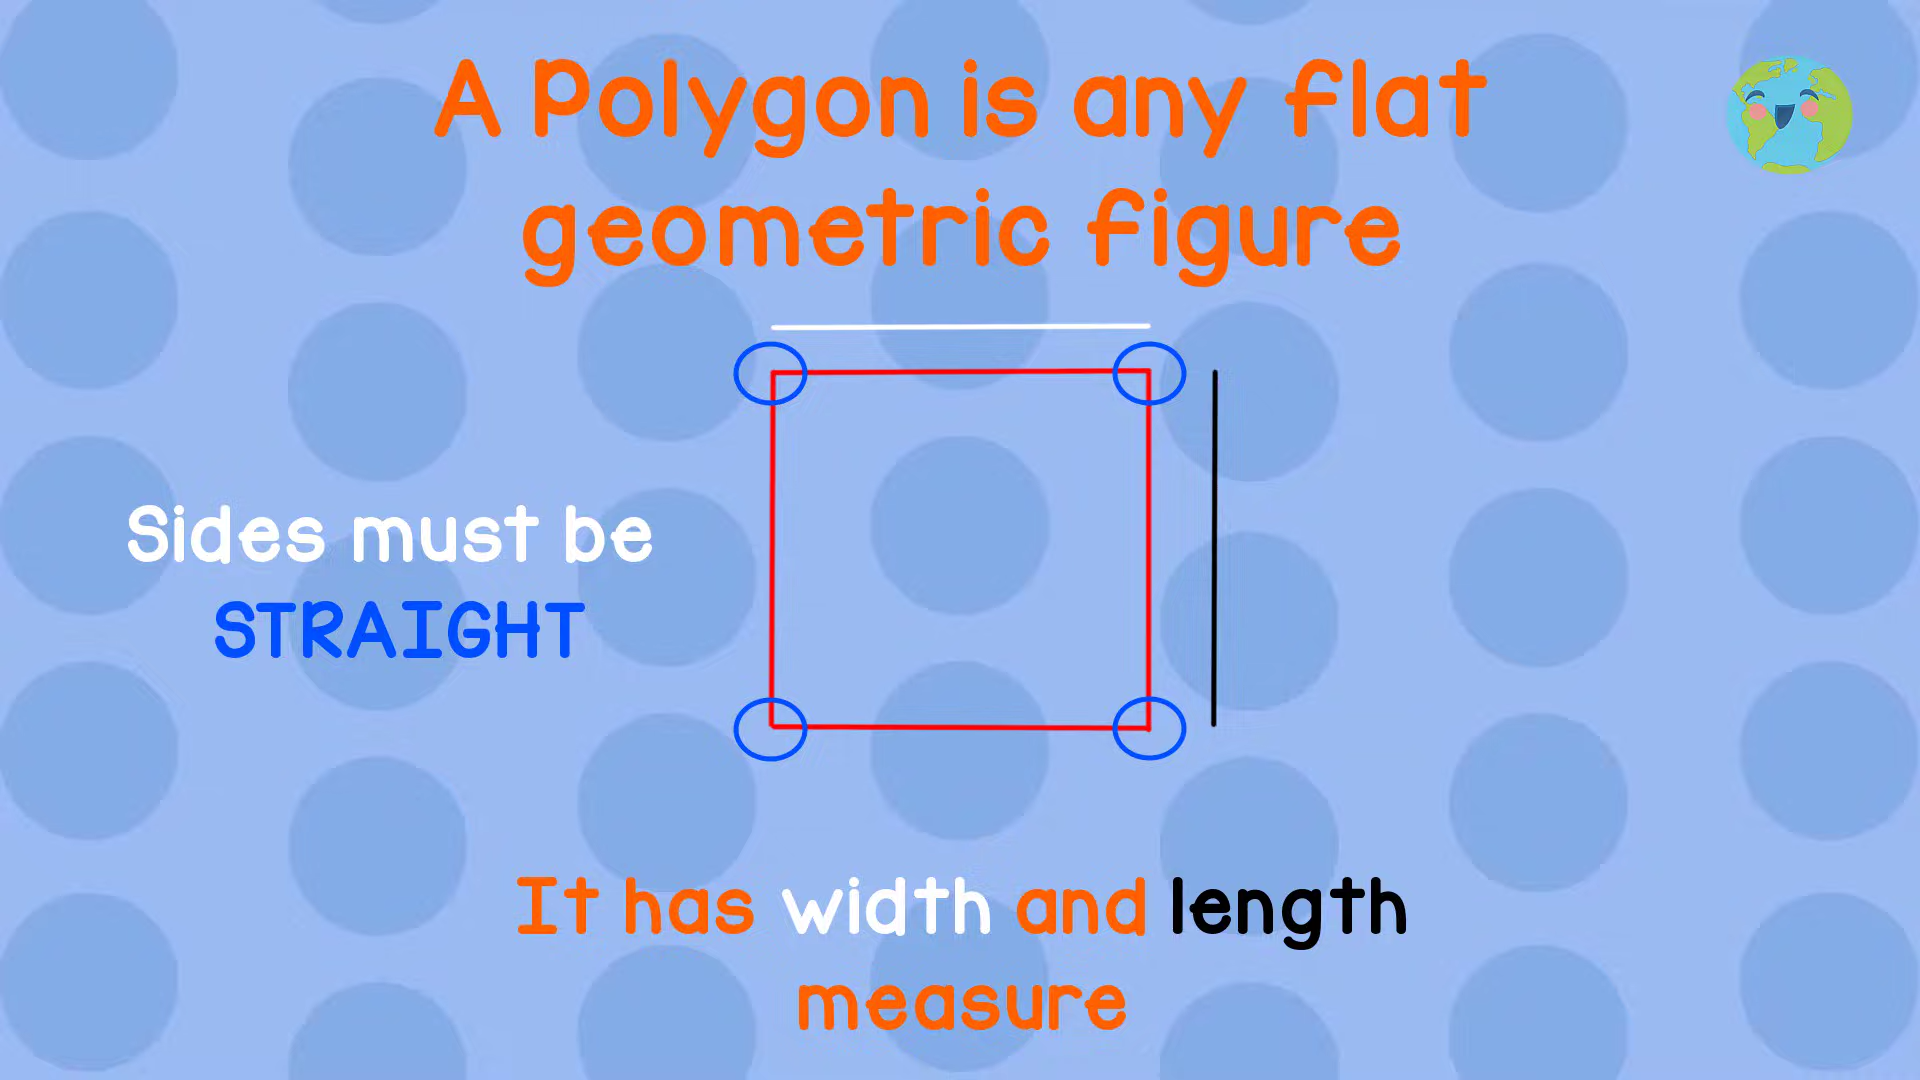 A Polygon is any flat
geometric figure
Sides must be
STRAIGHT
It has width and length
measure